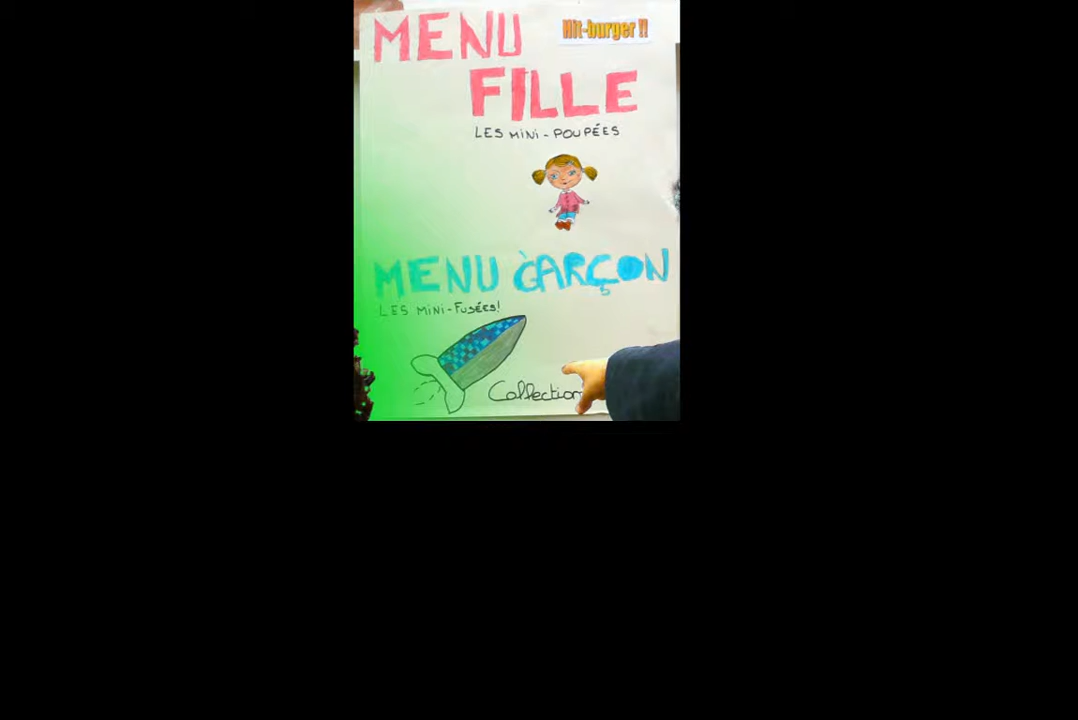 MENU
Hit-burger !!
FILLE
LES MINI-POUPÉES
MENU GARÇON
LES MINI-FUSÉES!
Collection